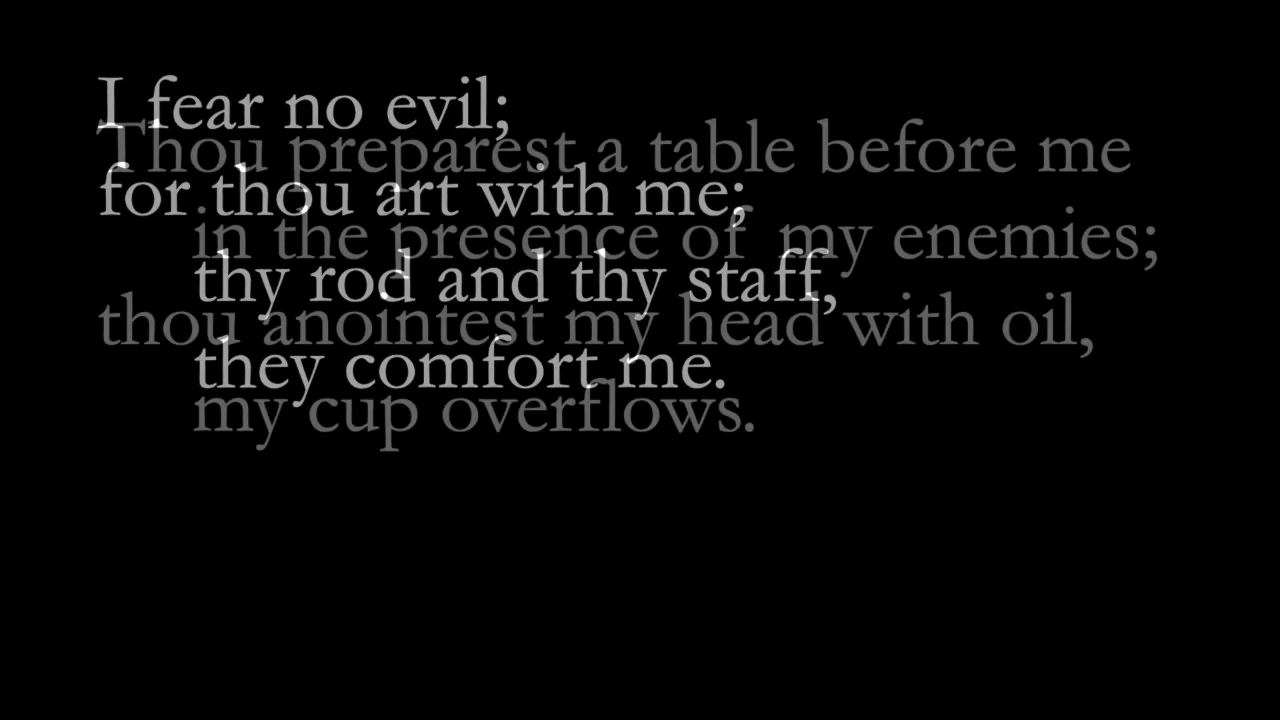 I fear no evil;
for thou art with me;
thy rod and thy staff,
they comfort me.
Thou preparest a table before me
in the presence of my enemies;
thou anointest my head with oil,
my cup overflows.